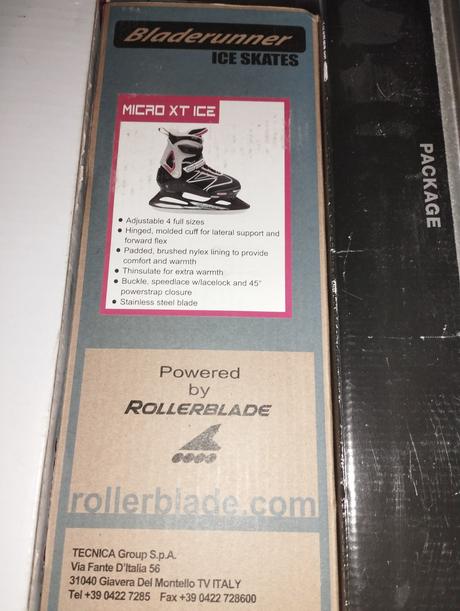 Bladerunner
ICE SKATES
MICRO XT ICE
• Adjustable 4 full sizes
• Hinged, molded cuff for lateral support and
forward flex
• Padded, brushed nylex lining to provide
comfort and warmth
• Thinsulate for extra warmth
• Buckle, speedlace w/lacelock and 45°
powerstrap closure
• Stainless steel blade
Powered
by
ROLLERBLADE
rollerblade.com
TECNICA Group S.p.A.
Via Fante D'Italia 56
31040 Giavera Del Montello TV ITALY
Tel +39 0422 7285 Fax +39 0422 728600
PACKAGE